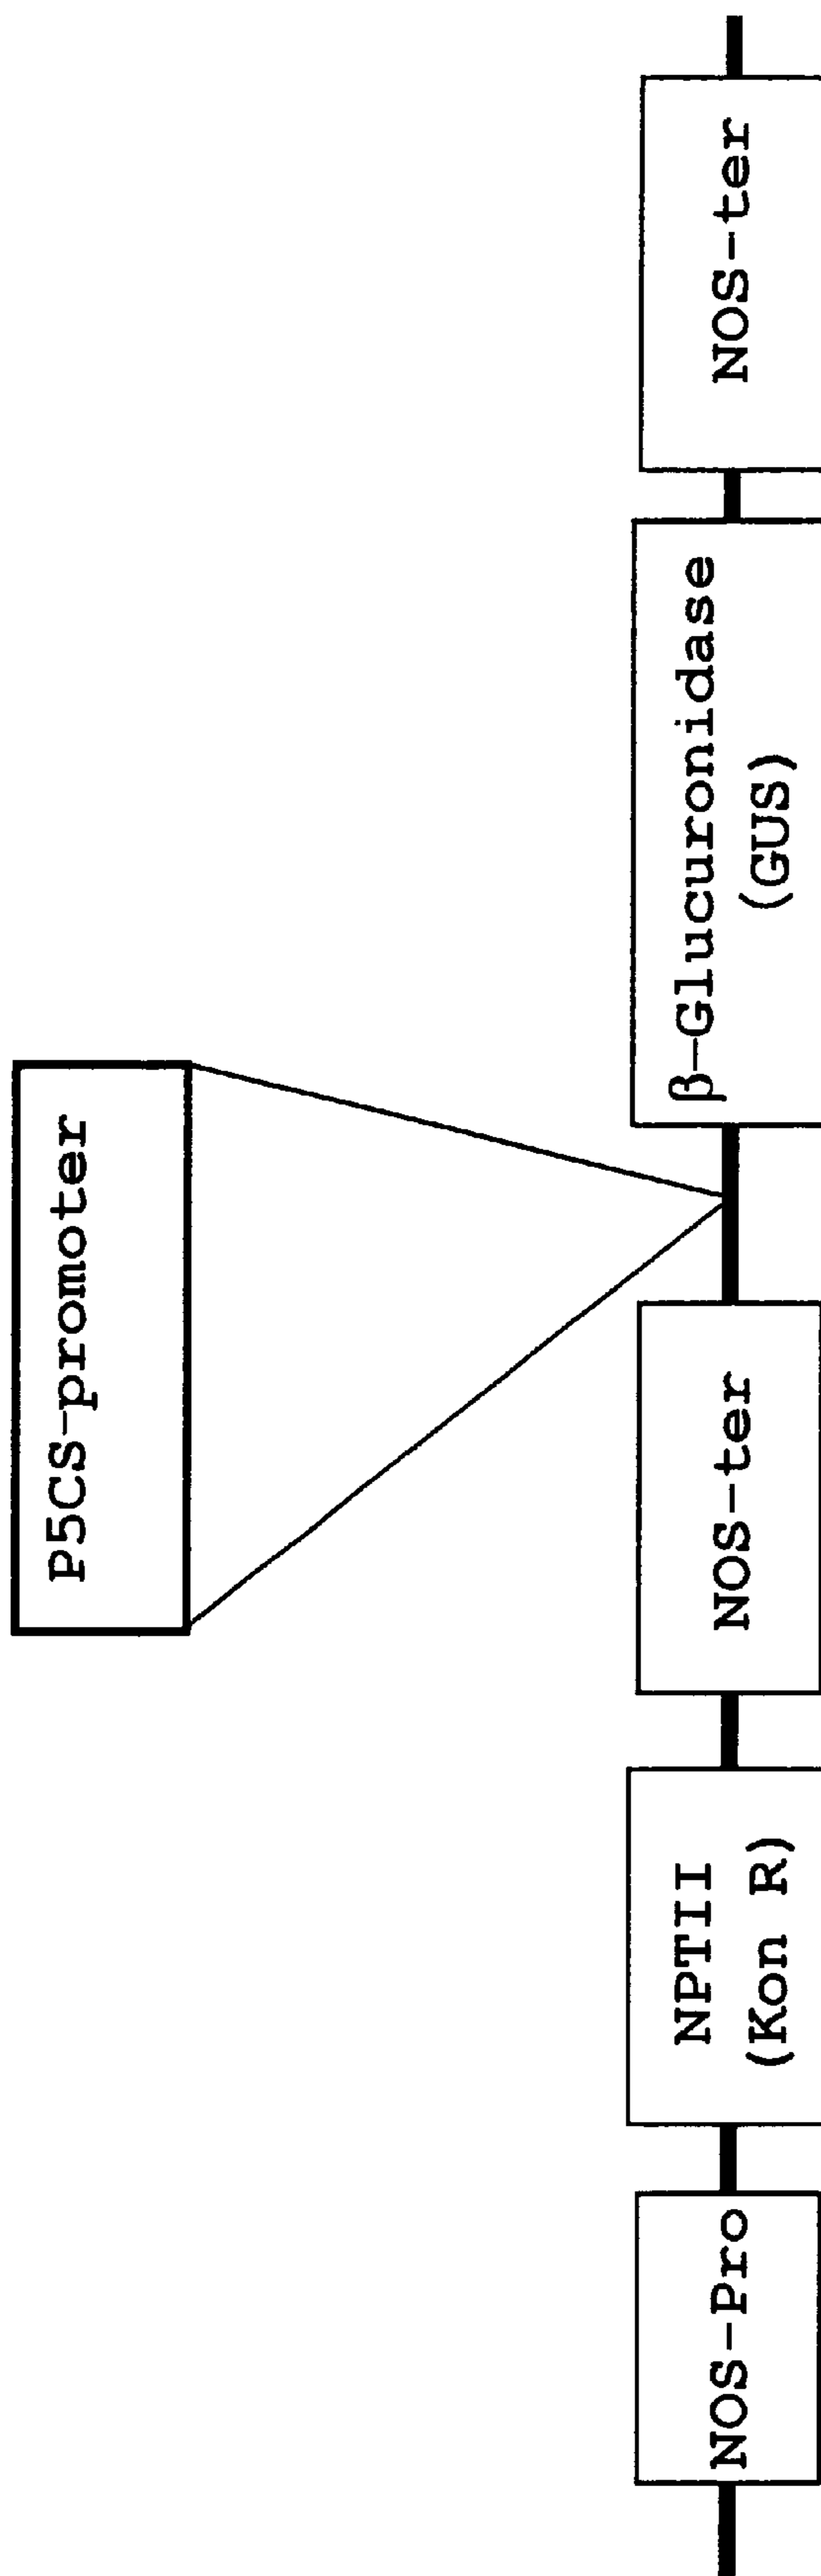 P5CS-promoter
NOS-Pro
NPTII
(Kon R)
NOS-ter
β-Glucuronidase
(GUS)
NOS-ter